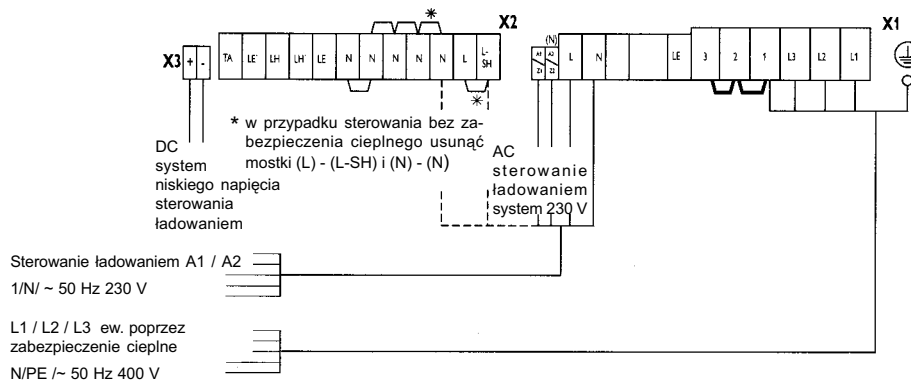 X3
+ -
TA LE' LH LH' LE N N N N N L L-SH
*
X2
*
(N)
A1 Z1 A2 Z2 L N LE 3 2 1 L3 L2 L1
X1
* w przypadku sterowania bez za-
bezpieczenia cieplnego usunąć
mostki (L) - (L-SH) i (N) - (N)
DC
system
niskiego napięcia
sterowania
ładowaniem
AC
sterowanie
ładowaniem
system 230 V
Sterowanie ładowaniem A1 / A2
1/N/ ~ 50 Hz 230 V
L1 / L2 / L3 ew. poprzez
zabezpieczenie cieplne
N/PE /~ 50 Hz 400 V